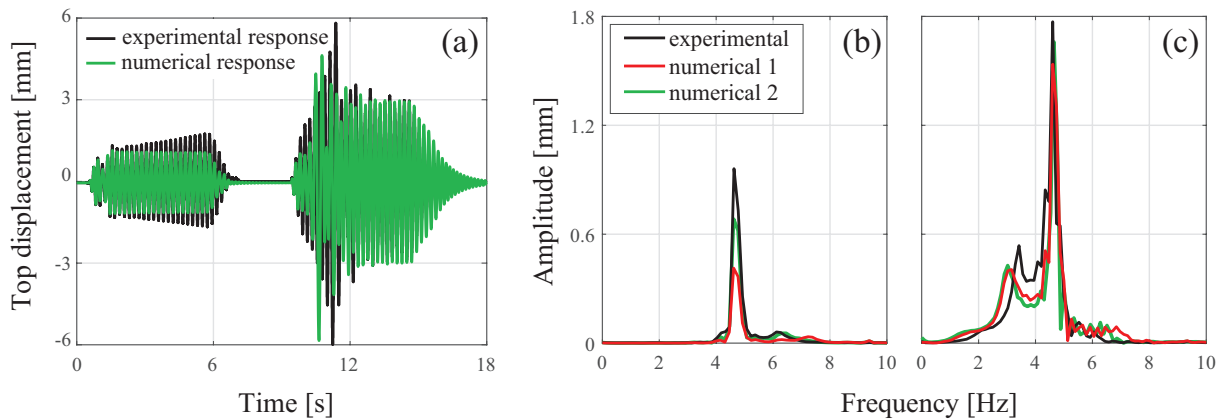 6
3
0
-3
-6
Top displacement [mm]
experimental response
numerical response
(a)
0
6
12
18
Time [s]
1.8
1.2
0.6
0
Amplitude [mm]
experimental
numerical 1
numerical 2
(b)
(c)
0
2
4
6
8
10
0
2
4
6
8
10
Frequency [Hz]